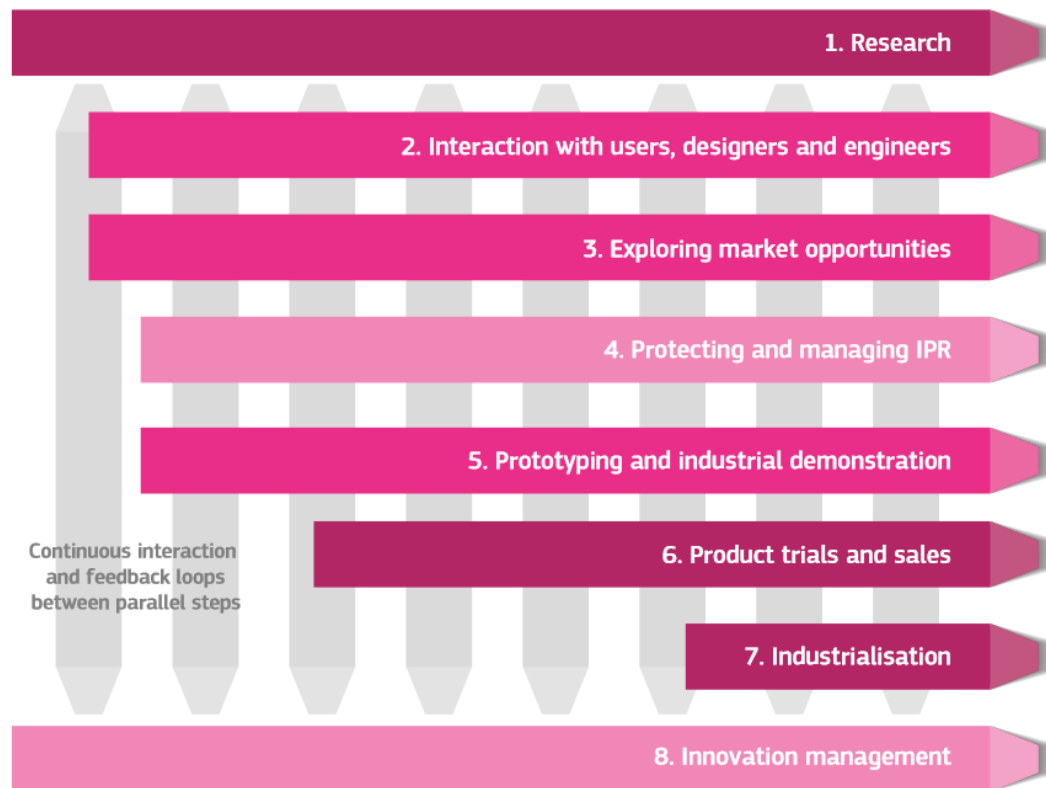 1. Research
2. Interaction with users, designers and engineers
3. Exploring market opportunities
4. Protecting and managing IPR
5. Prototyping and industrial demonstration
Continuous interaction
and feedback loops
between parallel steps
6. Product trials and sales
7. Industrialisation
8. Innovation management